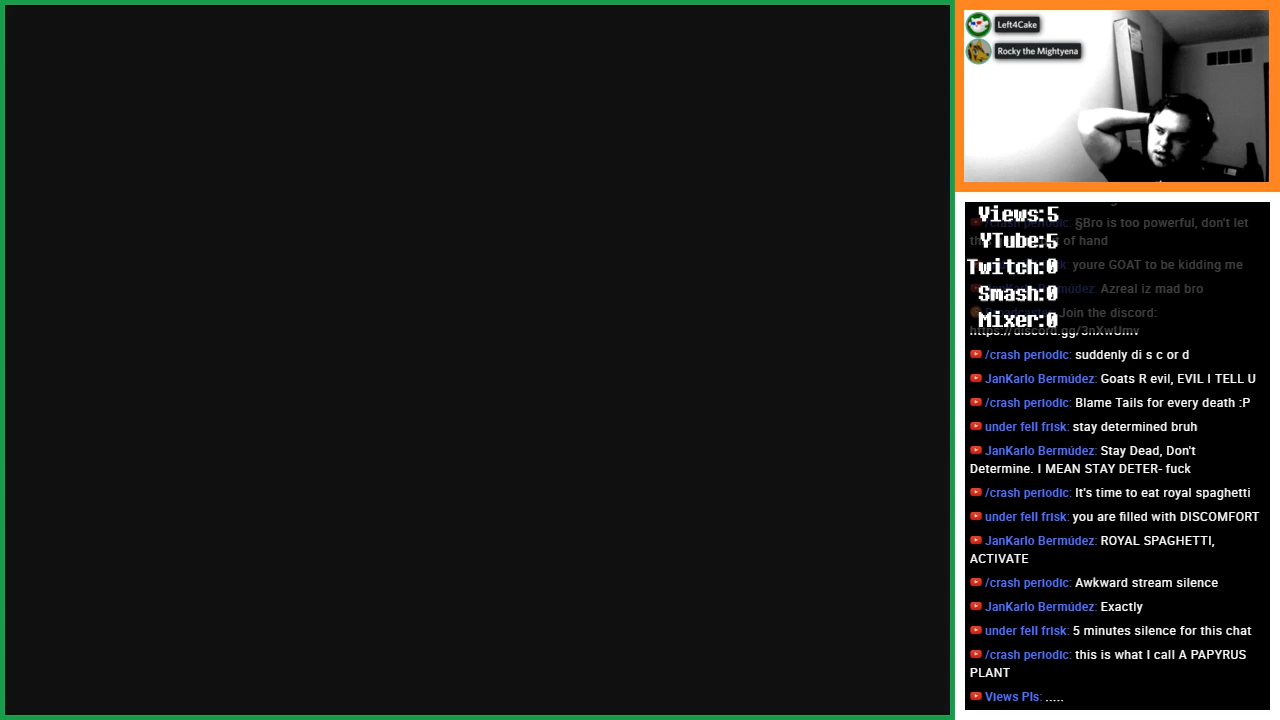 Left4Cake
Rocky the Mightyena
Views:5
YTube:5
Twitch:0
Smash:0
Mixer:0
§Bro is too powerful, don't let
of hand
youre GOAT to be kidding me
Azreal iz mad bro
Join the discord:
https://discord.gg/3nXwUmv
/crash periodic: suddenly di s c or d
JanKarlo Bermúdez: Goats R evil, EVIL I TELL U
/crash periodic: Blame Tails for every death :P
under fell frisk: stay determined bruh
JanKarlo Bermúdez: Stay Dead, Don't
Determine. I MEAN STAY DETER- fuck
/crash periodic: It's time to eat royal spaghetti
under fell frisk: you are filled with DISCOMFORT
JanKarlo Bermúdez: ROYAL SPAGHETTI,
ACTIVATE
/crash periodic: Awkward stream silence
JanKarlo Bermúdez: Exactly
under fell frisk: 5 minutes silence for this chat
/crash periodic: this is what I call A PAPYRUS
PLANT
Views Pls: .....